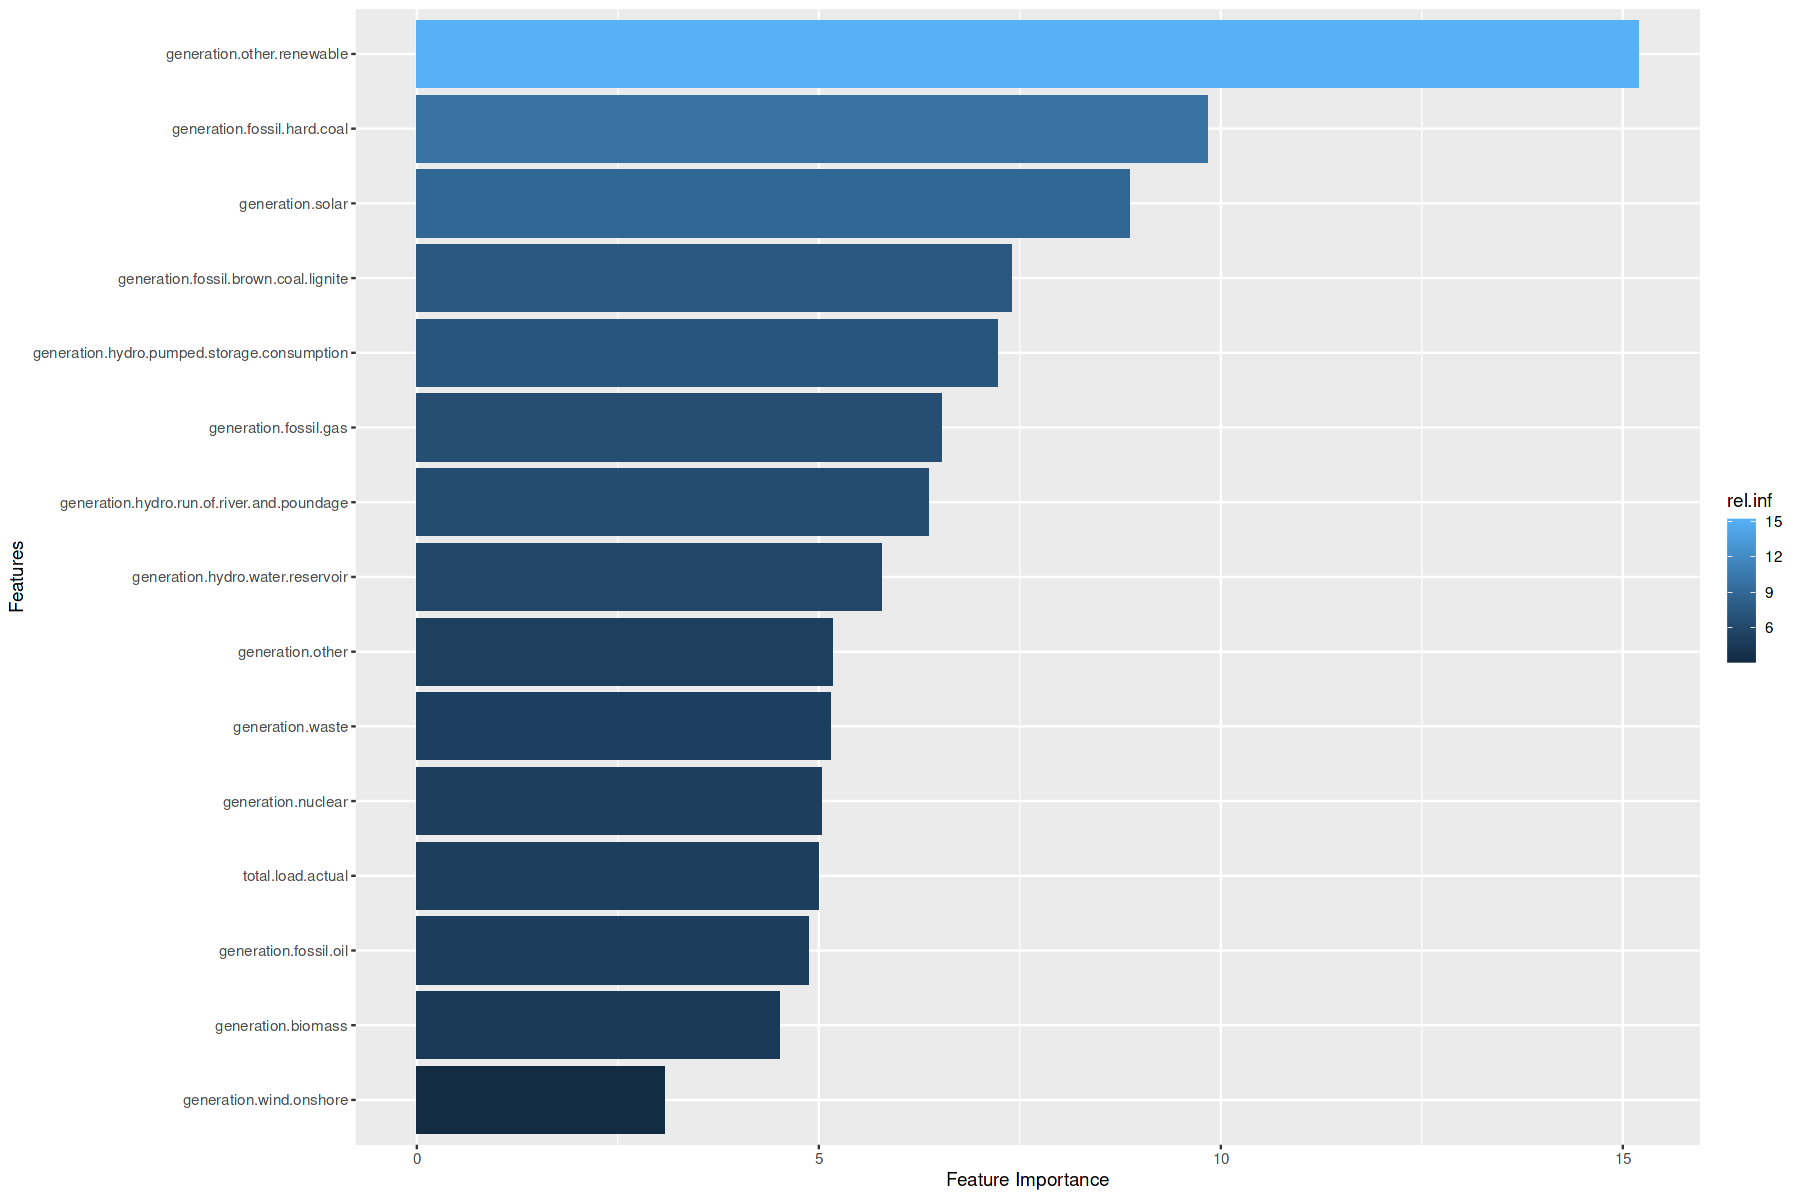 generation.other.renewable
generation.fossil.hard.coal
generation.solar
generation.fossil.brown.coal.lignite
generation.hydro.pumped.storage.consumption
generation.fossil.gas
generation.hydro.run.of.river.and.poundage
generation.hydro.water.reservoir
generation.other
generation.waste
generation.nuclear
total.load.actual
generation.fossil.oil
generation.biomass
generation.wind.onshore
Features
0 5 10 15
Feature Importance
rel.inf
15
12
9
6